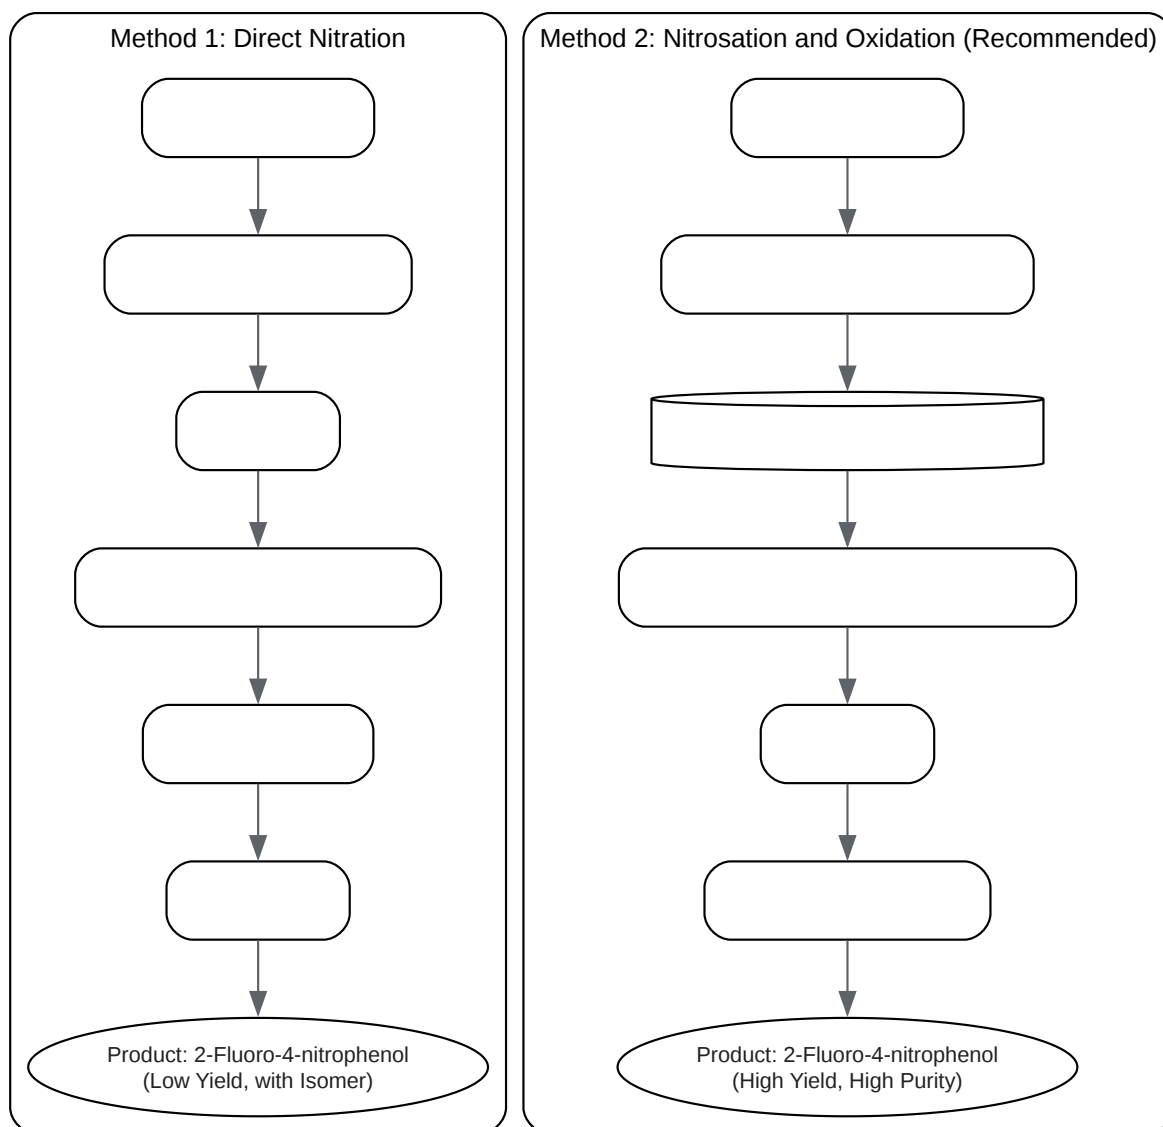 Method 1: Direct Nitration
Method 2: Nitrosation and Oxidation (Recommended)
Product: 2-Fluoro-4-nitrophenol
(Low Yield, with Isomer)
Product: 2-Fluoro-4-nitrophenol
(High Yield, High Purity)